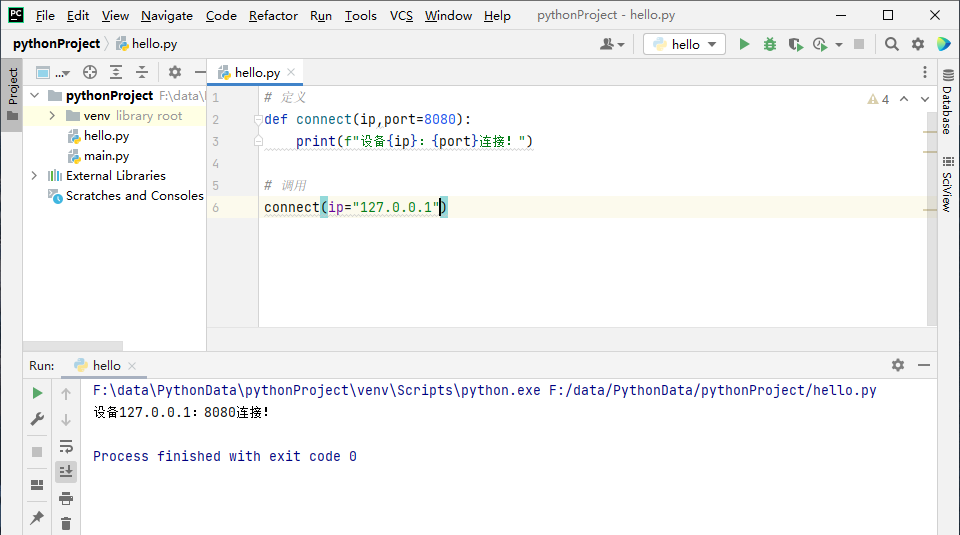 File Edit View Navigate Code Refactor Run Tools VCS Window Help pythonProject - hello.py
pythonProject hello.py
hello
Project
...
hello.py
pythonProject F:\data\
venv library root
hello.py
main.py
External Libraries
Scratches and Consoles
1 # 定义
2 def connect(ip,port=8080):
3 print(f"设备{ip}：{port}连接！")
4
5 # 调用
6 connect(ip="127.0.0.1")
4
Database
SciView
Run: hello
F:\data\PythonData\pythonProject\venv\Scripts\python.exe F:/data/PythonData/pythonProject/hello.py
设备127.0.0.1：8080连接！
Process finished with exit code 0